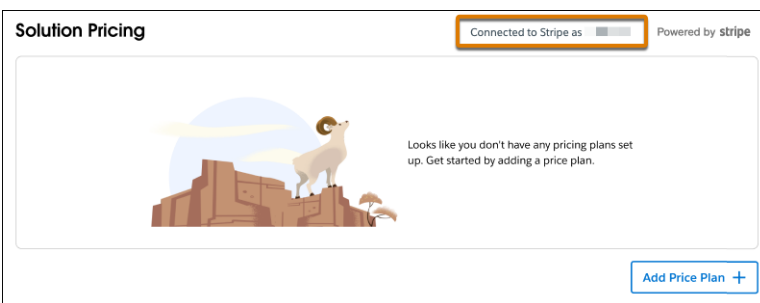 Solution Pricing
Connected to Stripe as
Powered by stripe
Looks like you don't have any pricing plans set
up. Get started by adding a price plan.
Add Price Plan +